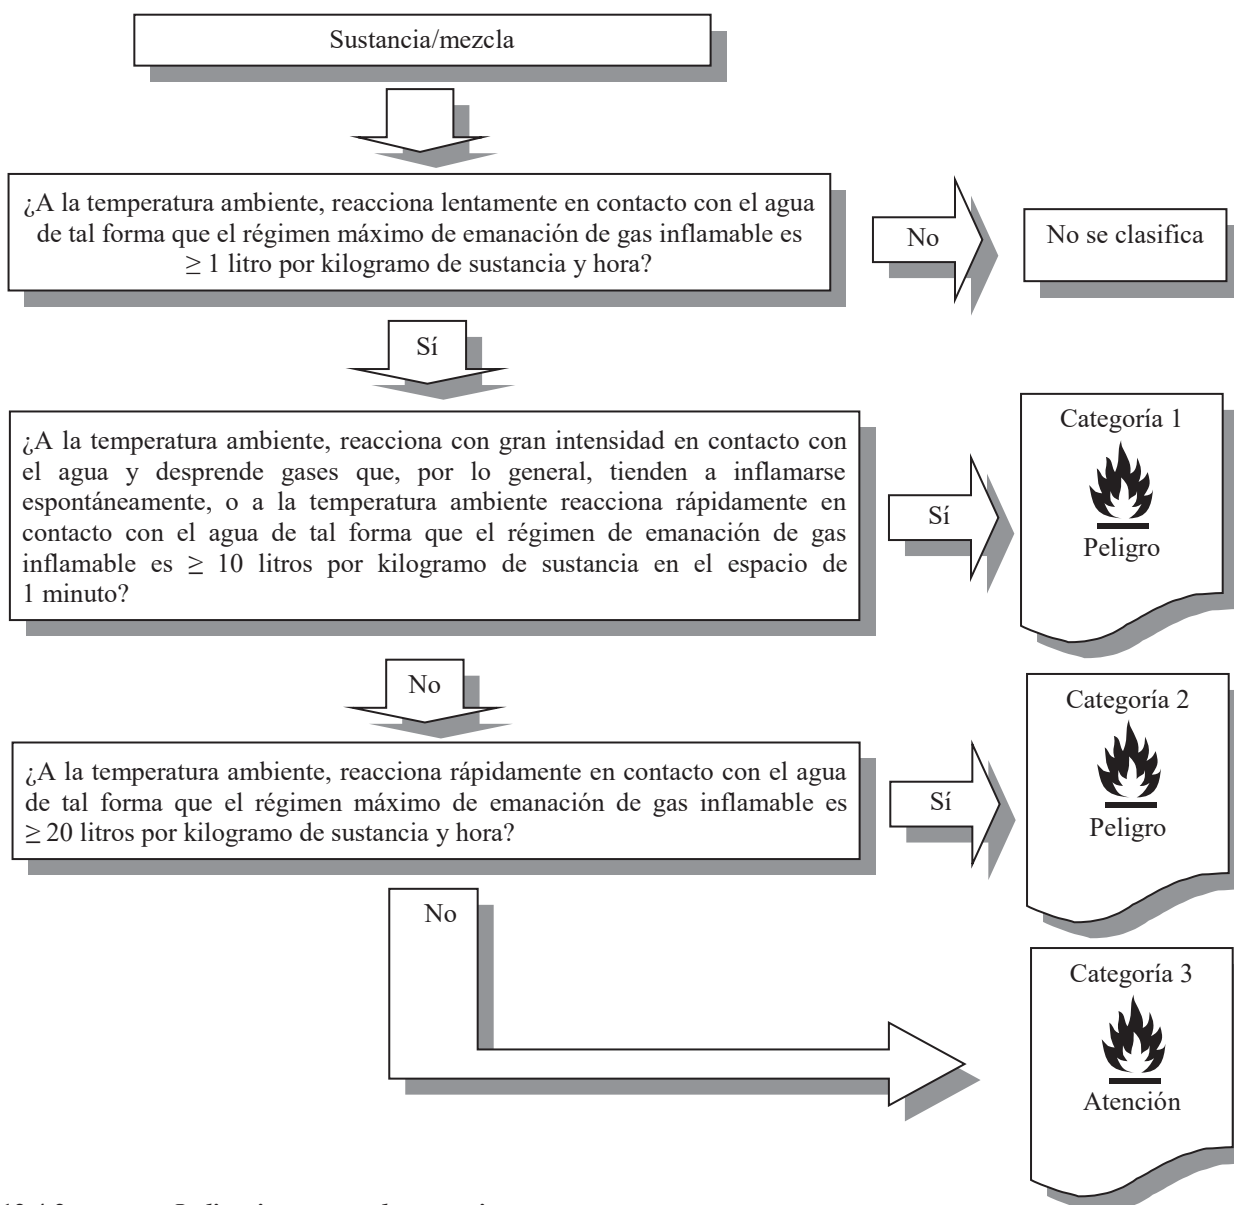 Sustancia/mezcla
¿A la temperatura ambiente, reacciona lentamente en contacto con el agua
de tal forma que el régimen máximo de emanación de gas inflamable es
≥ 1 litro por kilogramo de sustancia y hora?
No
No se clasifica
Sí
¿A la temperatura ambiente, reacciona con gran intensidad en contacto con
el agua y desprende gases que, por lo general, tienden a inflamarse
espontáneamente, o a la temperatura ambiente reacciona rápidamente en
contacto con el agua de tal forma que el régimen de emanación de gas
inflamable es ≥ 10 litros por kilogramo de sustancia en el espacio de
1 minuto?
Sí
Categoría 1
Peligro
No
¿A la temperatura ambiente, reacciona rápidamente en contacto con el agua
de tal forma que el régimen máximo de emanación de gas inflamable es
≥ 20 litros por kilogramo de sustancia y hora?
Sí
Categoría 2
Peligro
No
Categoría 3
Atención